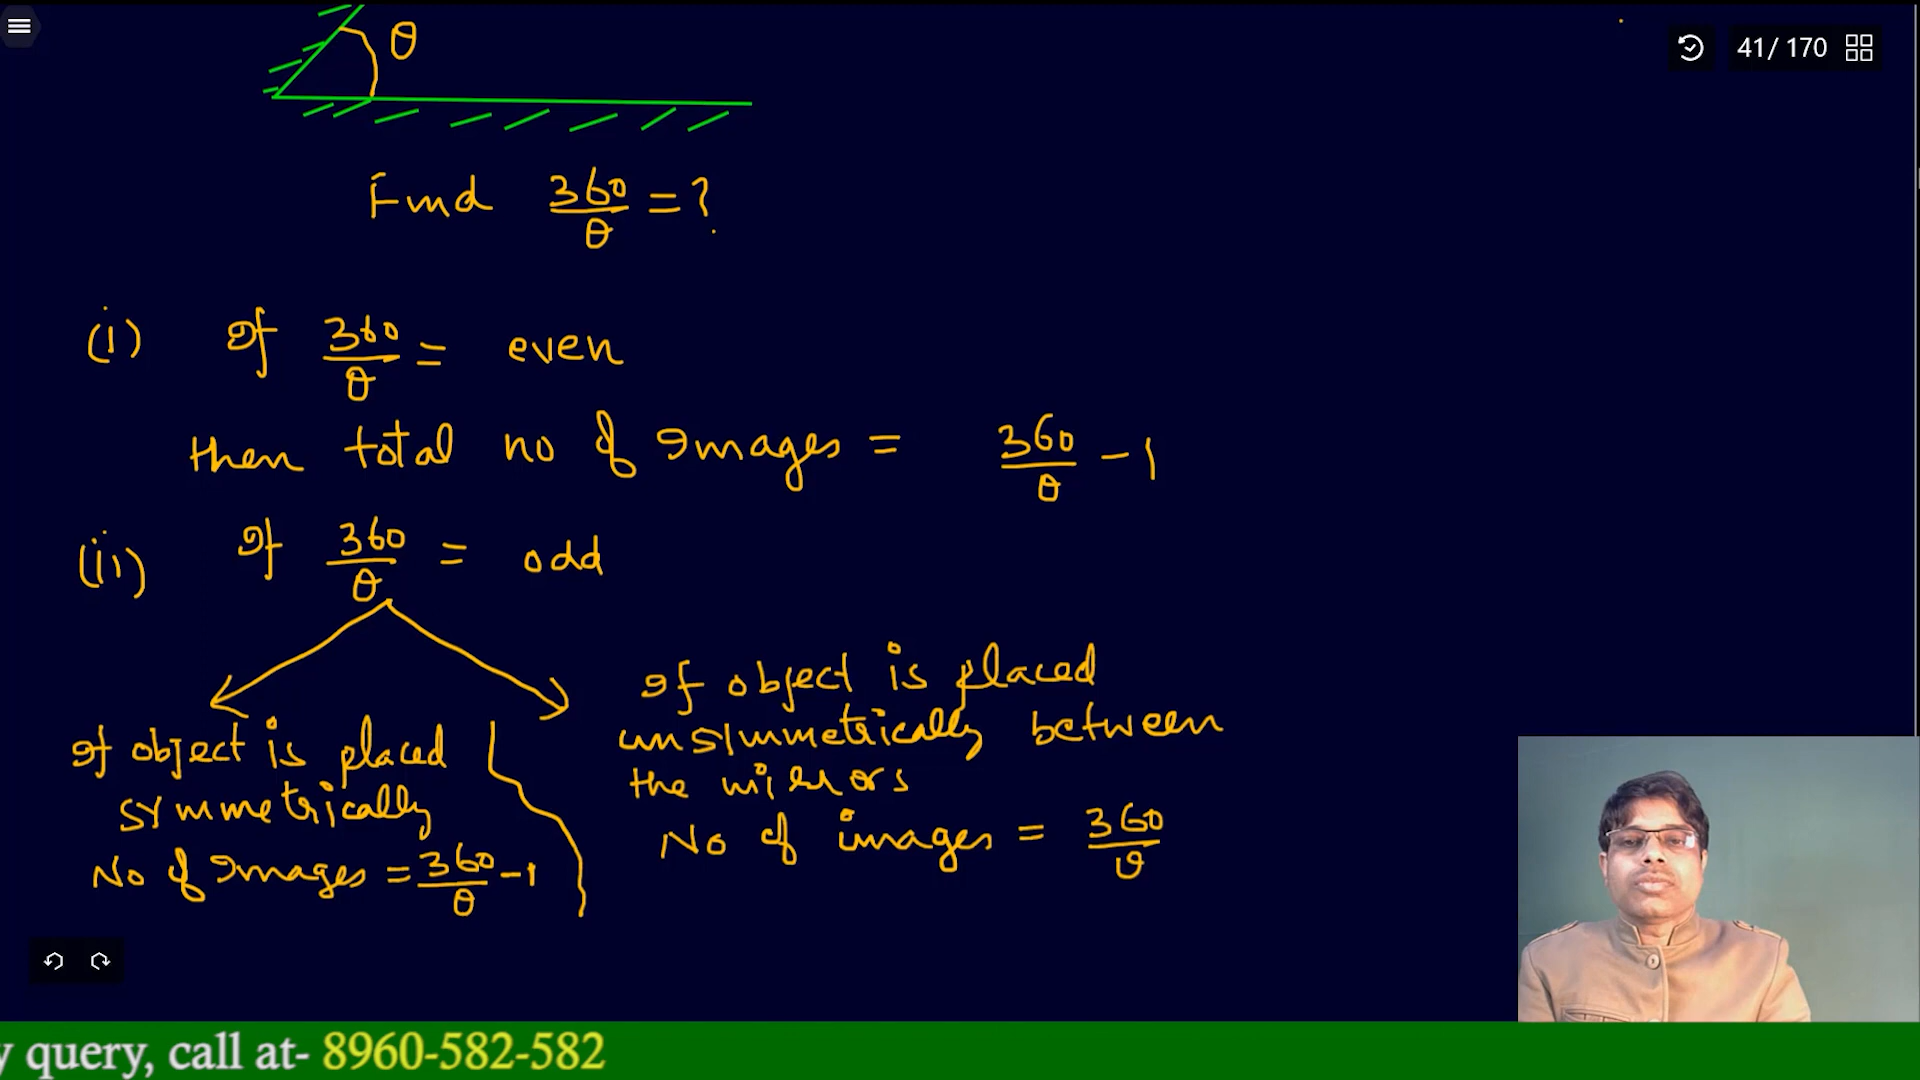 41/ 170
θ
Find 360/θ = ?
(i) If 360/θ = even
then total no of Images = 360/θ - 1
(ii) If 360/θ = odd
If object is placed
symmetrically
No of Images = 360/θ - 1
If object is placed
unsymmetrically between
the mirrors
No of images = 360/θ
y query, call at- 8960-582-582